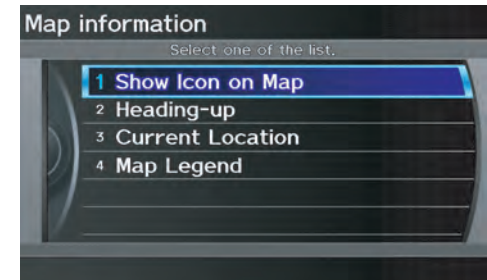 Map information
Select one of the list.
1 Show Icon on Map
2 Heading-up
3 Current Location
4 Map Legend